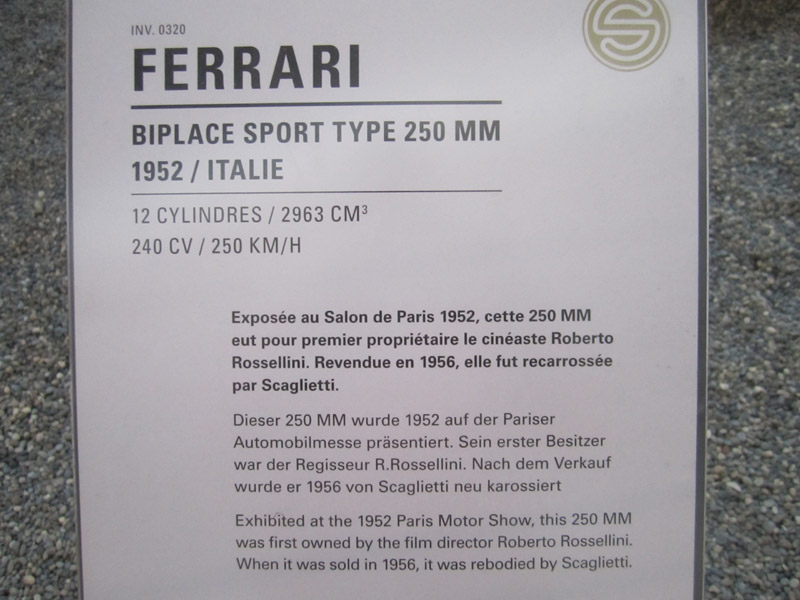 INV. 0320
FERRARI
BIPLACE SPORT TYPE 250 MM
1952 / ITALIE
12 CYLINDRES / 2963 CM³
240 CV / 250 KM/H
Exposée au Salon de Paris 1952, cette 250 MM
eut pour premier propriétaire le cinéaste Roberto
Rossellini. Revendue en 1956, elle fut recarrossée
par Scaglietti.
Dieser 250 MM wurde 1952 auf der Pariser
Automobilmesse präsentiert. Sein erster Besitzer
war der Regisseur R.Rossellini. Nach dem Verkauf
wurde er 1956 von Scaglietti neu karossiert
Exhibited at the 1952 Paris Motor Show, this 250 MM
was first owned by the film director Roberto Rossellini.
When it was sold in 1956, it was rebodied by Scaglietti.